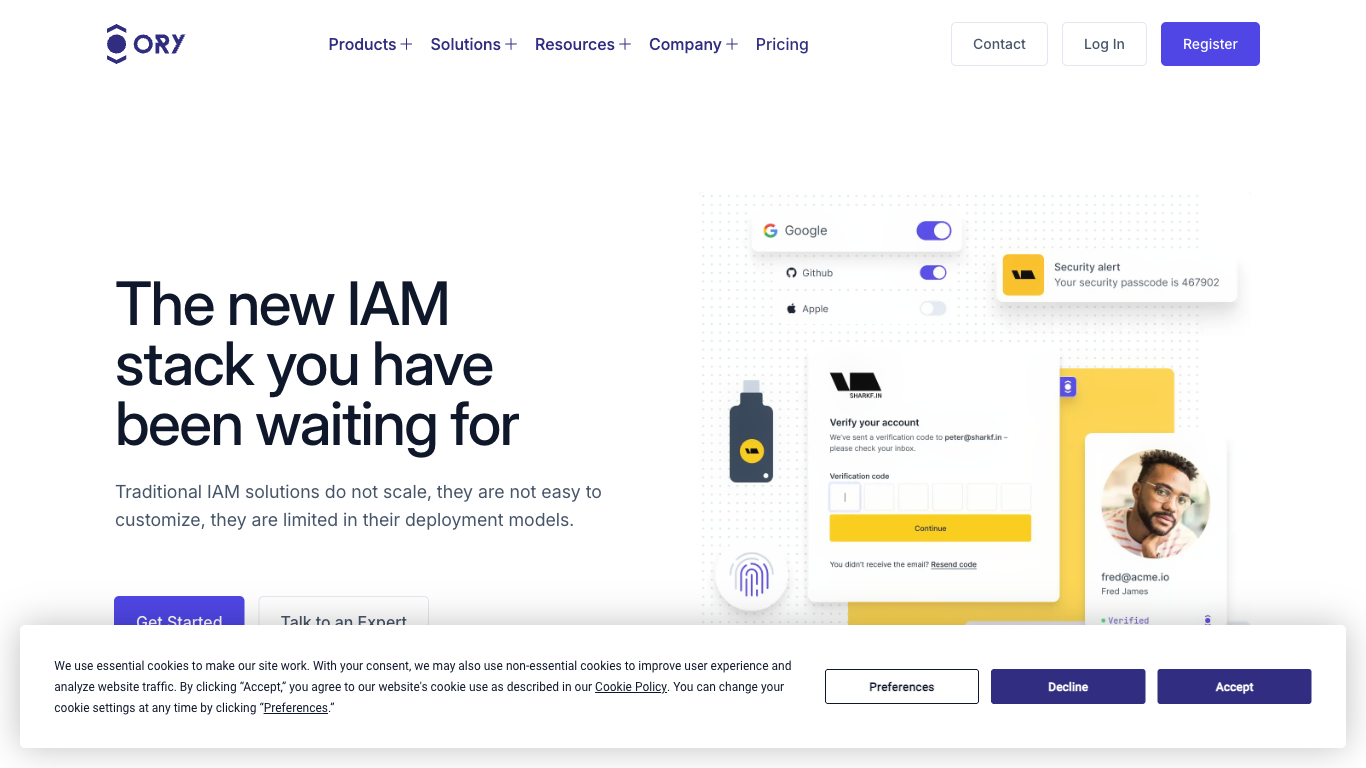 ORY
Products
Solutions
Resources
Company
Pricing
Contact
Log In
Register
Google
Github
Apple
Security alert
Your security passcode is 467902
The new IAM
stack you have
been waiting for
Traditional IAM solutions do not scale, they are not easy to
customize, they are limited in their deployment models.
Get Started
Talk to an Expert
SHARKF.IN
Verify your account
We've sent a verification code to peter@sharkf.in –
please check your inbox.
Verification code
Continue
You didn't receive the email? Resend code
fred@acme.io
Fred James
Verified
We use essential cookies to make our site work. With your consent, we may also use non-essential cookies to improve user experience and
analyze website traffic. By clicking “Accept,” you agree to our website's cookie use as described in our Cookie Policy. You can change your
cookie settings at any time by clicking “Preferences.”
Preferences
Decline
Accept